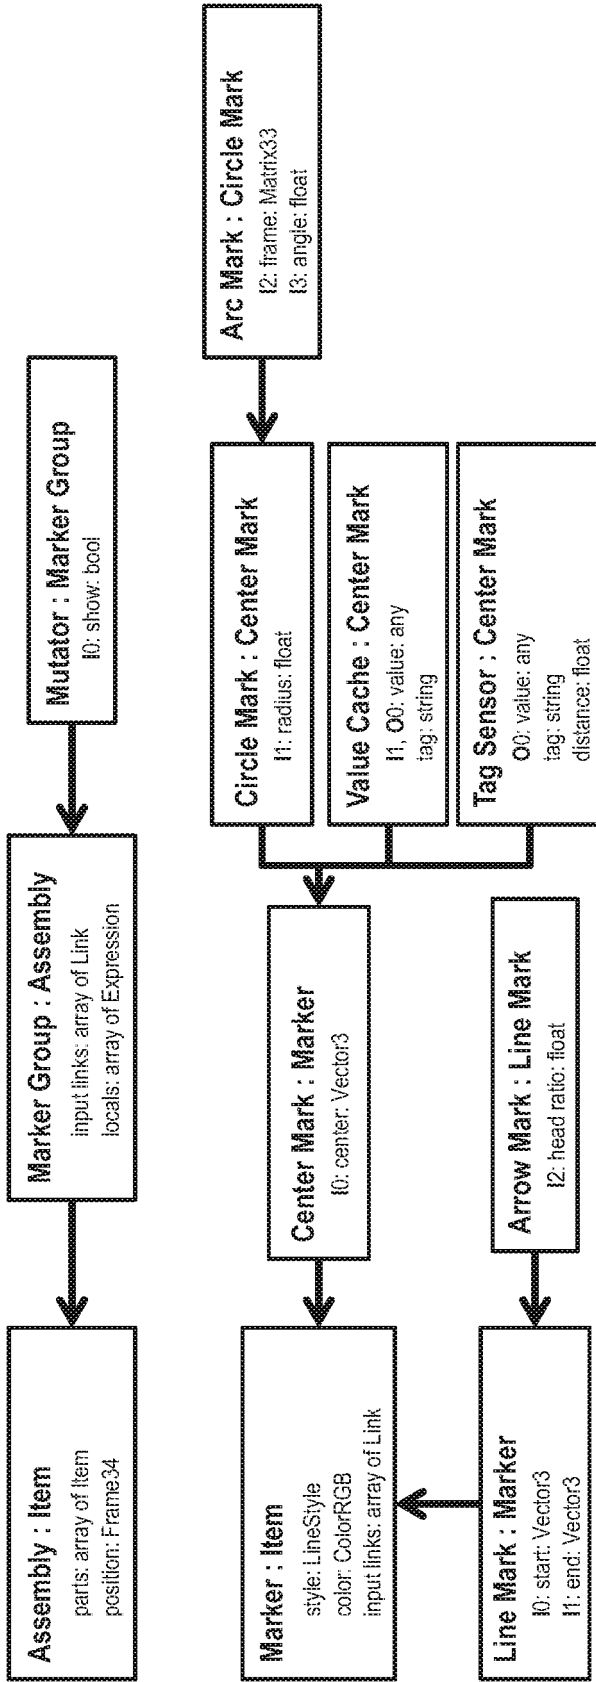 Assembly : Item
parts: array of Item
position: Frame34
Marker Group : Assembly
input links: array of Link
locals: array of Expression
Mutator : Marker Group
I0: show: bool
Marker : Item
style: LineStyle
color: ColorRGB
input links: array of Link
Center Mark : Marker
I0: center: Vector3
Circle Mark : Center Mark
I1: radius: float
Arc Mark : Circle Mark
I2: frame: Matrix33
I3: angle: float
Value Cache : Center Mark
I1, O0: value: any
tag: string
Tag Sensor : Center Mark
O0: value: any
tag: string
distance: float
Line Mark : Marker
I0: start: Vector3
I1: end: Vector3
Arrow Mark : Line Mark
I2: head ratio: float